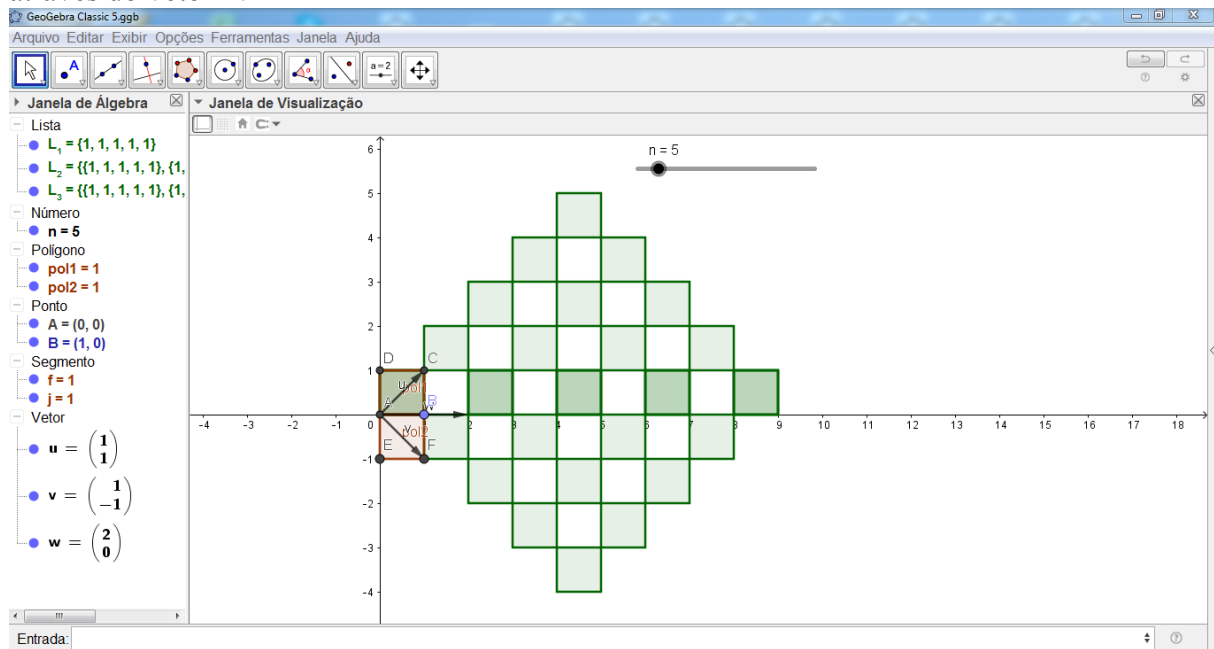 GeoGebra Classic 5.ggb
Arquivo Editar Exibir Opções Ferramentas Janela Ajuda
A
α
a = 2
Janela de Álgebra
Janela de Visualização
Lista
L₁ = {1, 1, 1, 1, 1}
L₂ = {{1, 1, 1, 1, 1}, {1,
L₃ = {{1, 1, 1, 1, 1}, {1,
Número
n = 5
Polígono
pol1 = 1
pol2 = 1
Ponto
A = (0, 0)
B = (1, 0)
Segmento
f = 1
j = 1
Vetor
u = (1 1)
v = (1 −1)
w = (2 0)
n = 5
6
5
4
3
2
1
-1
-2
-3
-4
-4 -3 -2 -1 0 2 3 4 5 6 7 8 9 10 11 12 13 14 15 16 17 18
D C
u
A B
v pol2
E F
Entrada: